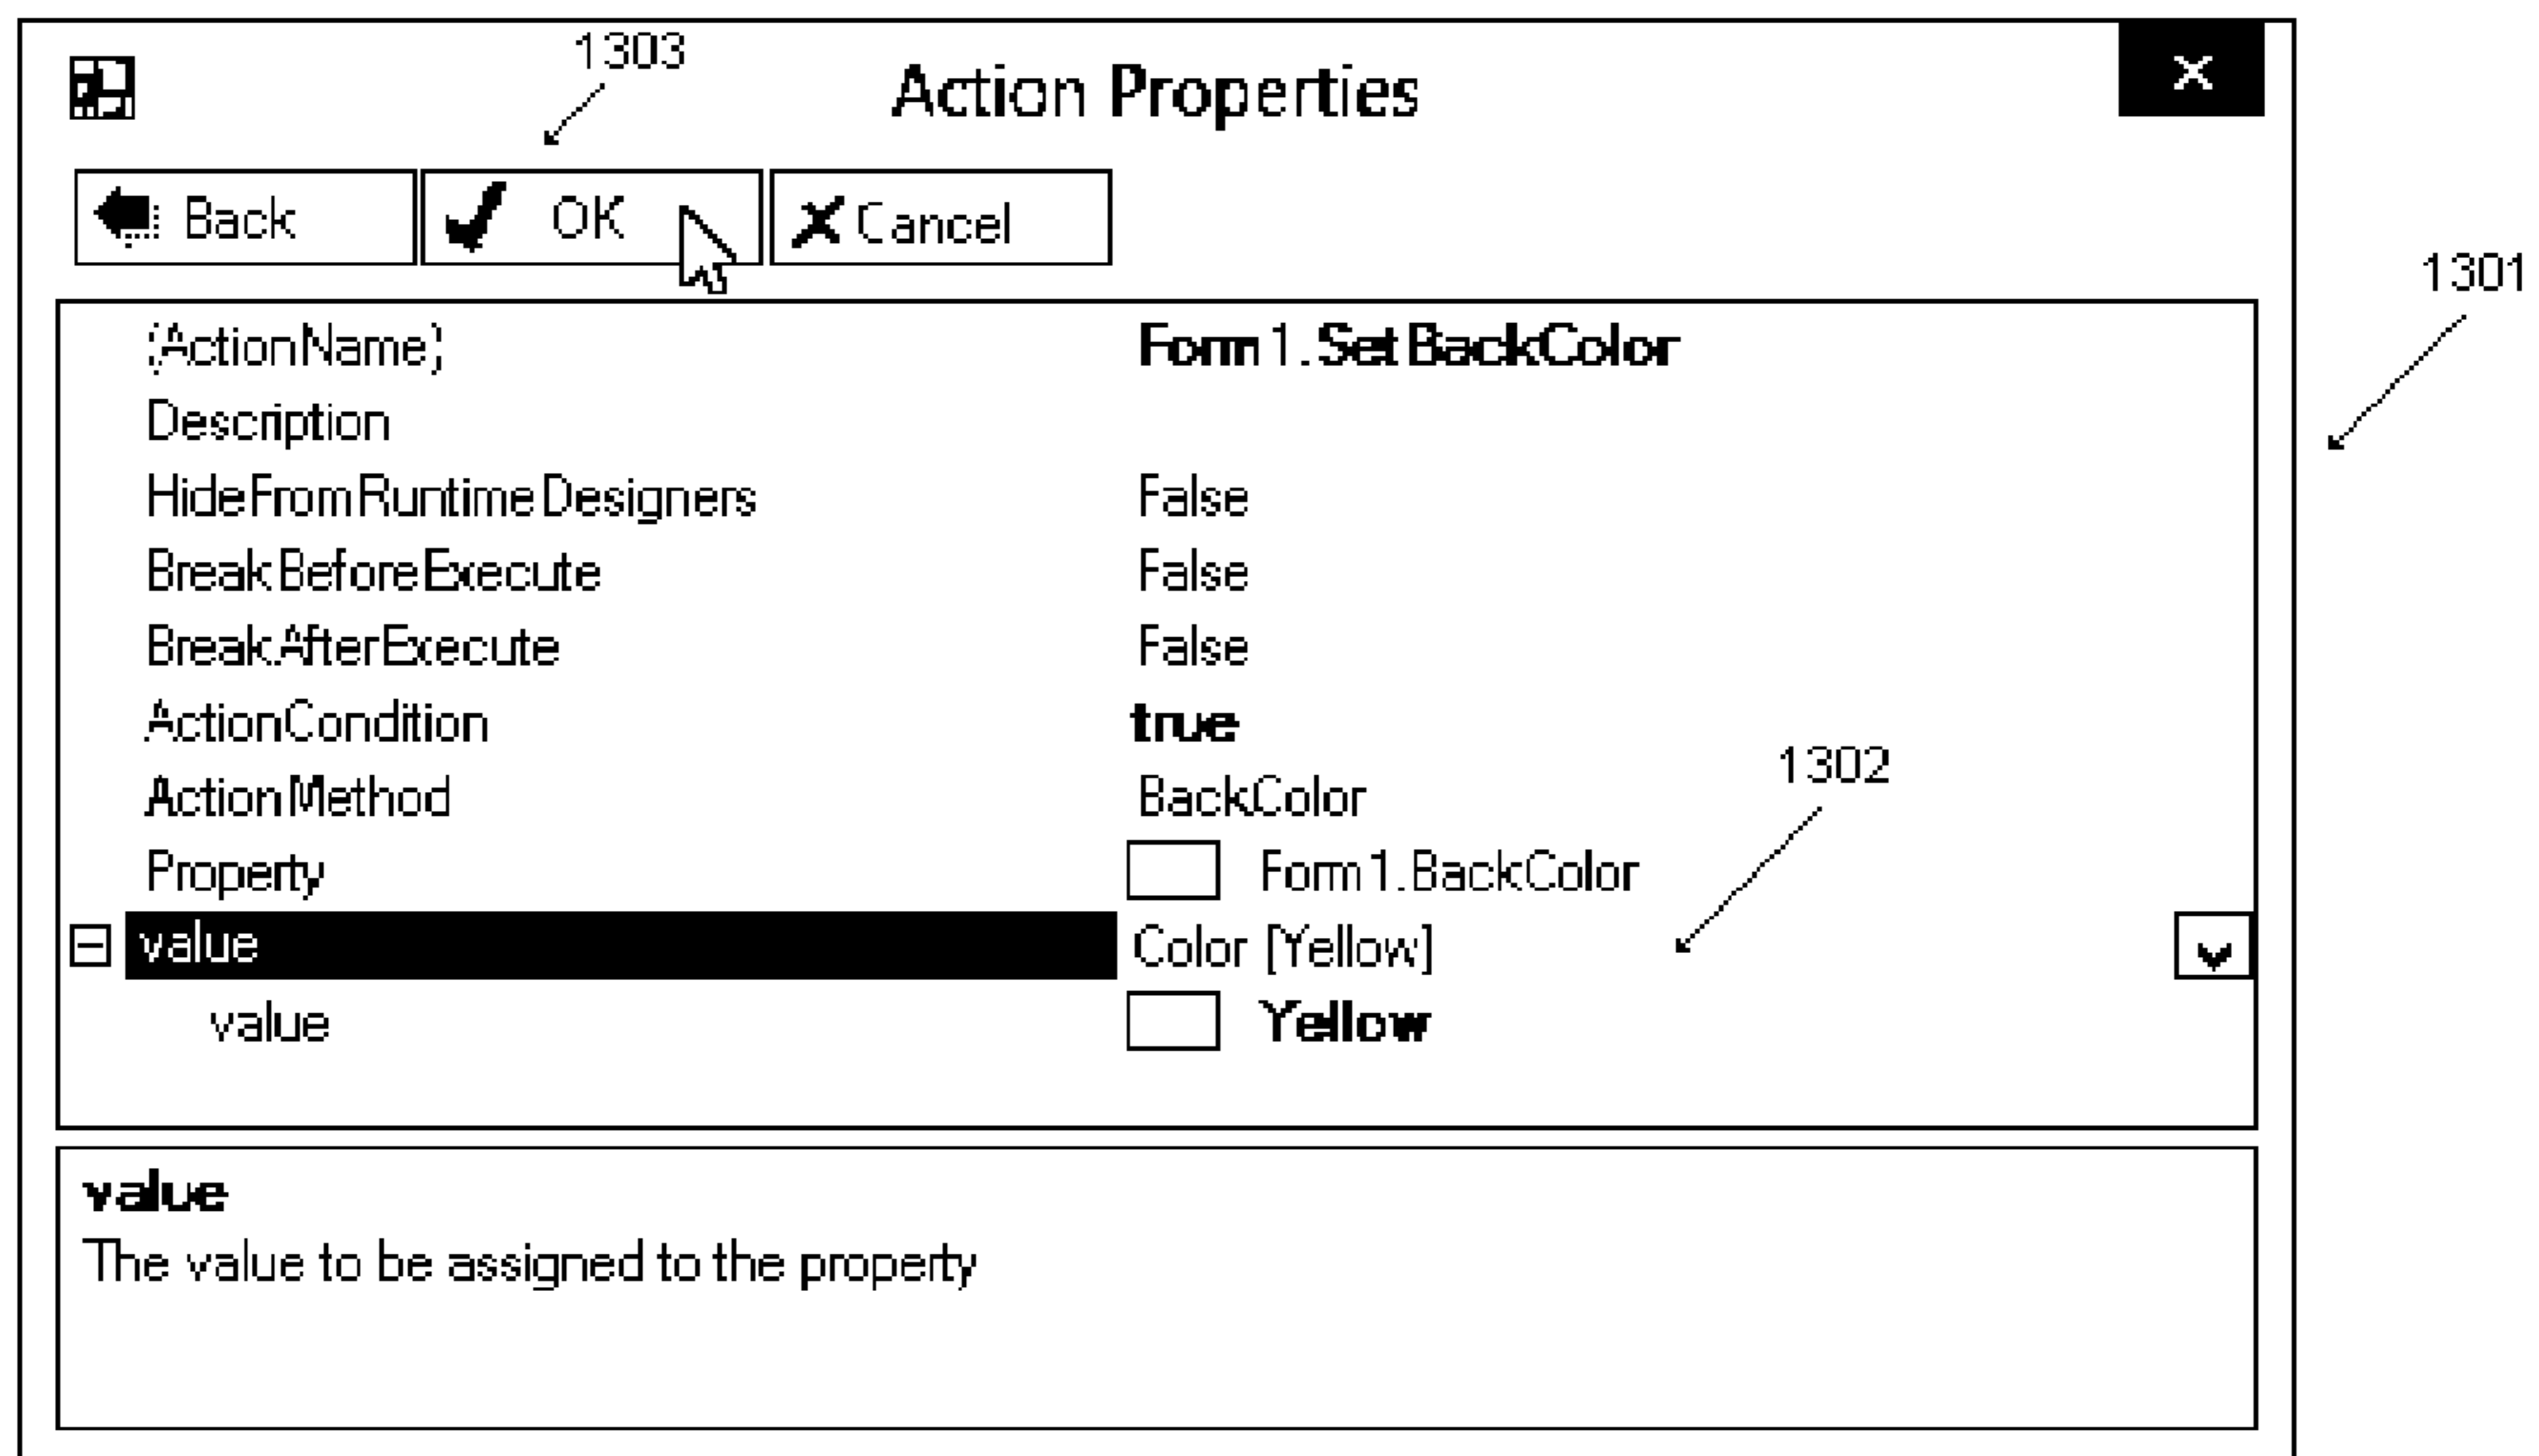 1303
Action Properties
Back OK Cancel
1301
(ActionName) Form1.SetBackColor
Description
HideFromRuntimeDesigners False
BreakBeforeExecute False
BreakAfterExecute False
ActionCondition true
1302
ActionMethod BackColor
Property Form1.BackColor
value Color [Yellow]
value Yellow
value
The value to be assigned to the property